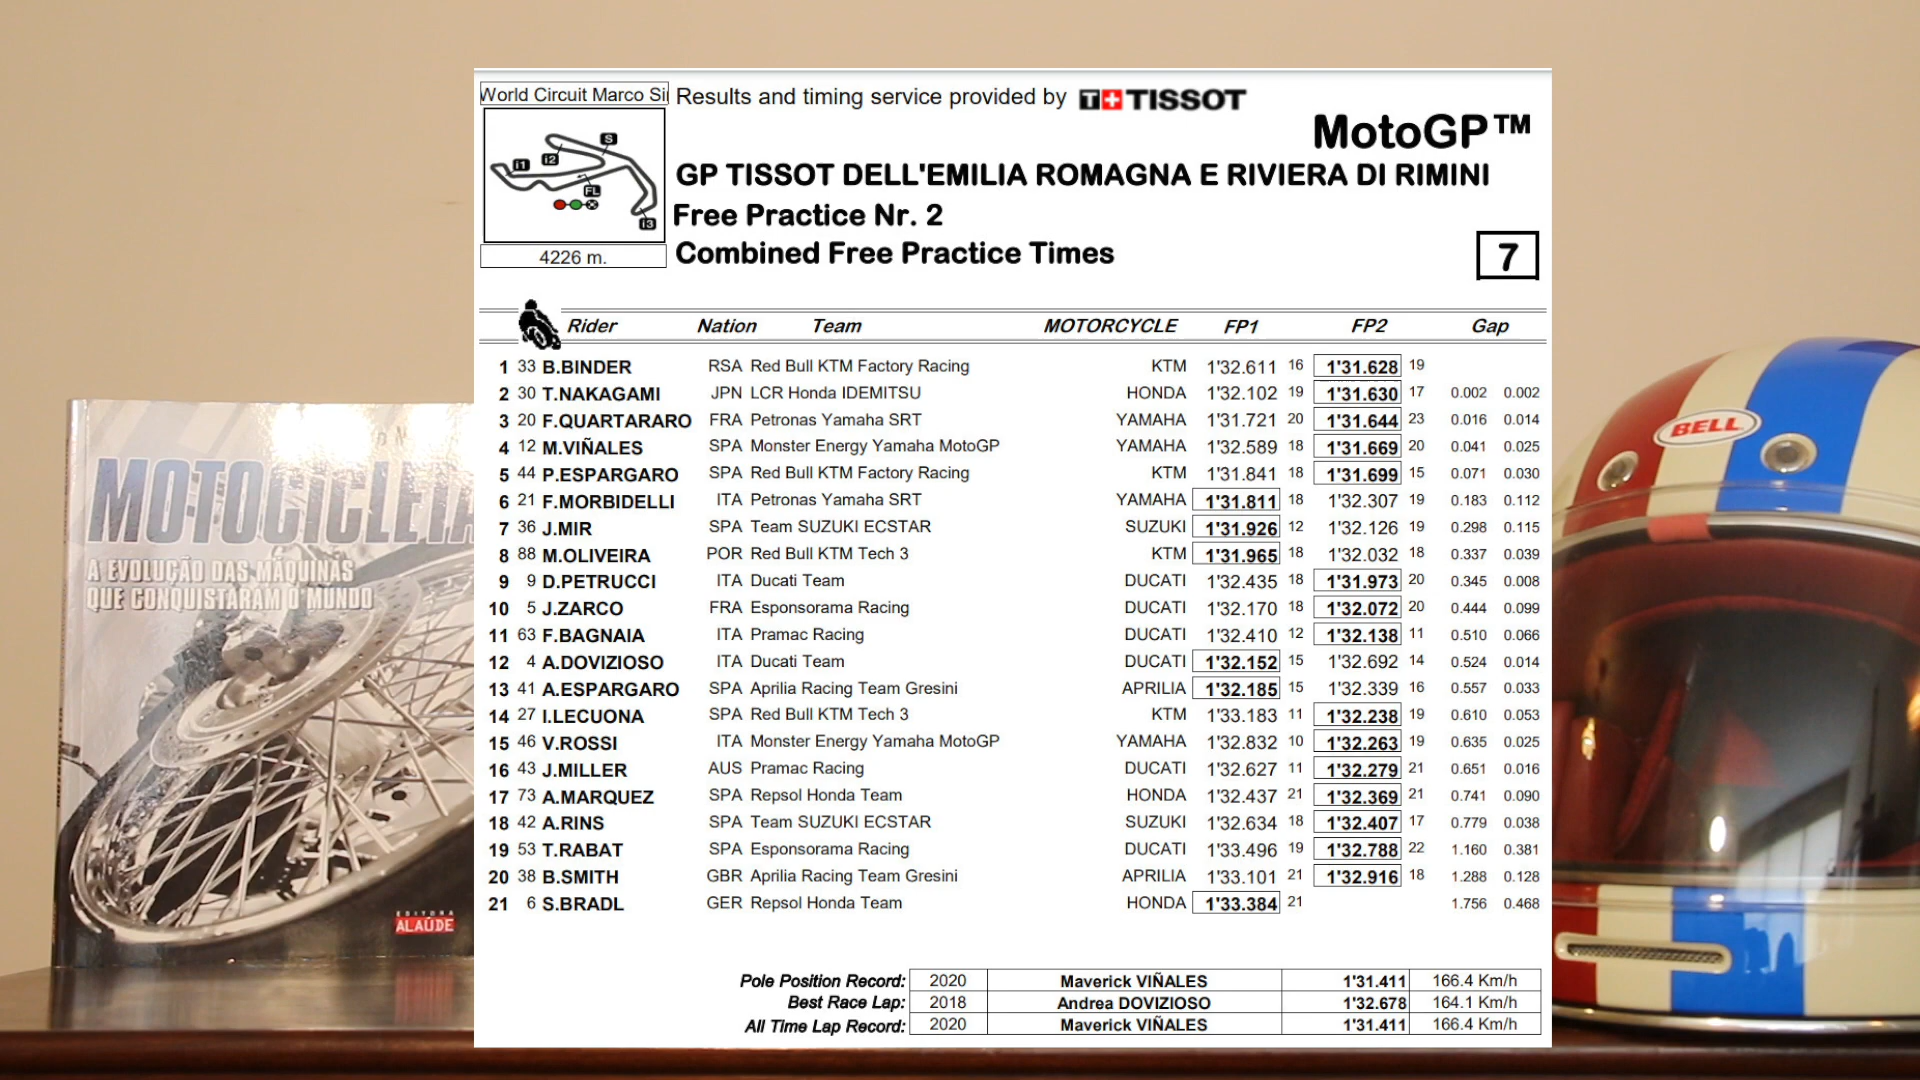 World Circuit Marco Si
Results and timing service provided by T TISSOT
MotoGP™
S
i1
i2
FL
i3
GP TISSOT DELL'EMILIA ROMAGNA E RIVIERA DI RIMINI
Free Practice Nr. 2
4226 m.
Combined Free Practice Times
7
Rider Nation Team MOTORCYCLE FP1 FP2 Gap
1 33 B.BINDER RSA Red Bull KTM Factory Racing KTM 1'32.611 16 1'31.628 19
2 30 T.NAKAGAMI JPN LCR Honda IDEMITSU HONDA 1'32.102 19 1'31.630 17 0.002 0.002
3 20 F.QUARTARARO FRA Petronas Yamaha SRT YAMAHA 1'31.721 20 1'31.644 23 0.016 0.014
4 12 M.VIÑALES SPA Monster Energy Yamaha MotoGP YAMAHA 1'32.589 18 1'31.669 20 0.041 0.025
5 44 P.ESPARGARO SPA Red Bull KTM Factory Racing KTM 1'31.841 18 1'31.699 15 0.071 0.030
6 21 F.MORBIDELLI ITA Petronas Yamaha SRT YAMAHA 1'31.811 18 1'32.307 19 0.183 0.112
7 36 J.MIR SPA Team SUZUKI ECSTAR SUZUKI 1'31.926 12 1'32.126 19 0.298 0.115
8 88 M.OLIVEIRA POR Red Bull KTM Tech 3 KTM 1'31.965 18 1'32.032 18 0.337 0.039
9 9 D.PETRUCCI ITA Ducati Team DUCATI 1'32.435 18 1'31.973 20 0.345 0.008
10 5 J.ZARCO FRA Esponsorama Racing DUCATI 1'32.170 18 1'32.072 20 0.444 0.099
11 63 F.BAGNAIA ITA Pramac Racing DUCATI 1'32.410 12 1'32.138 11 0.510 0.066
12 4 A.DOVIZIOSO ITA Ducati Team DUCATI 1'32.152 15 1'32.692 14 0.524 0.014
13 41 A.ESPARGARO SPA Aprilia Racing Team Gresini APRILIA 1'32.185 15 1'32.339 16 0.557 0.033
14 27 I.LECUONA SPA Red Bull KTM Tech 3 KTM 1'33.183 11 1'32.238 19 0.610 0.053
15 46 V.ROSSI ITA Monster Energy Yamaha MotoGP YAMAHA 1'32.832 10 1'32.263 19 0.635 0.025
16 43 J.MILLER AUS Pramac Racing DUCATI 1'32.627 11 1'32.279 21 0.651 0.016
17 73 A.MARQUEZ SPA Repsol Honda Team HONDA 1'32.437 21 1'32.369 21 0.741 0.090
18 42 A.RINS SPA Team SUZUKI ECSTAR SUZUKI 1'32.634 18 1'32.407 17 0.779 0.038
19 53 T.RABAT SPA Esponsorama Racing DUCATI 1'33.496 19 1'32.788 22 1.160 0.381
20 38 B.SMITH GBR Aprilia Racing Team Gresini APRILIA 1'33.101 21 1'32.916 18 1.288 0.128
21 6 S.BRADL GER Repsol Honda Team HONDA 1'33.384 21 1.756 0.468
Pole Position Record: 2020 Maverick VIÑALES 1'31.411 166.4 Km/h
Best Race Lap: 2018 Andrea DOVIZIOSO 1'32.678 164.1 Km/h
All Time Lap Record: 2020 Maverick VIÑALES 1'31.411 166.4 Km/h
MOTOCICLETA
A EVOLUÇÃO DAS MÁQUINAS
QUE CONQUISTARAM O MUNDO
EDITORA
ALAÚDE
BELL